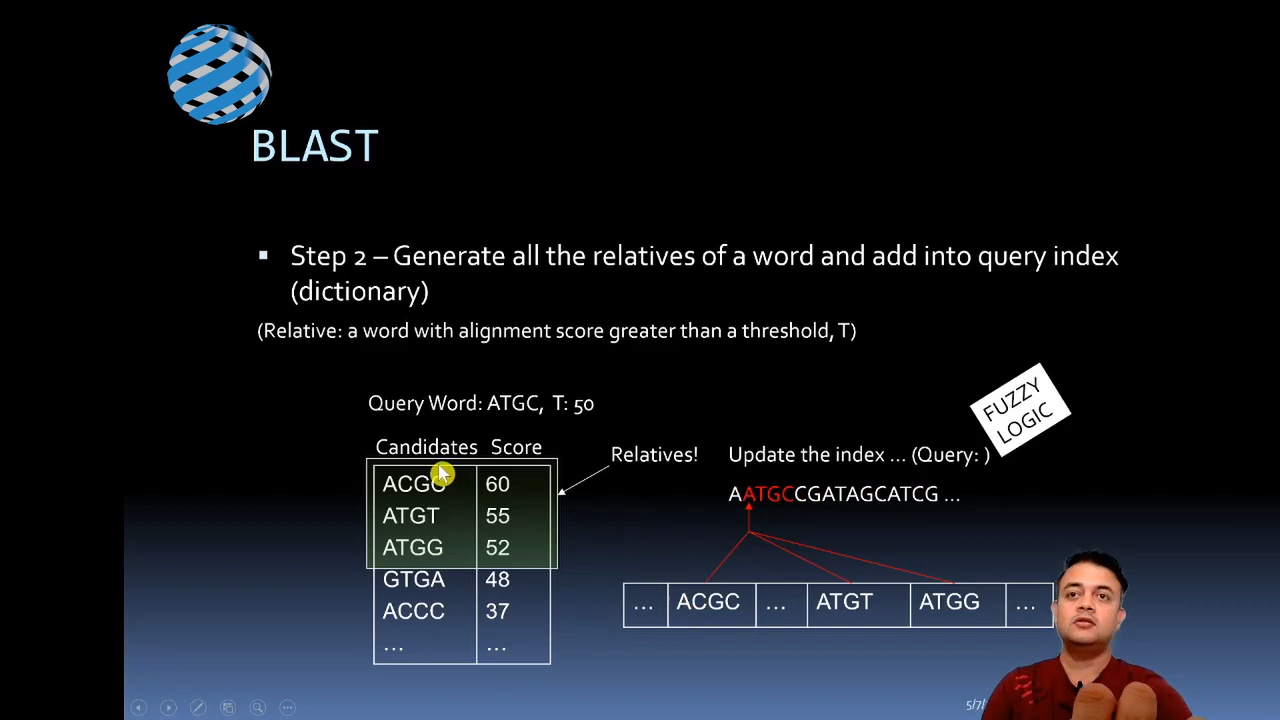 BLAST
Step 2 – Generate all the relatives of a word and add into query index
(dictionary)
(Relative: a word with alignment score greater than a threshold, T)
FUZZY
LOGIC
Query Word: ATGC, T: 50
Candidates Score
Relatives!
Update the index ... (Query: )
60
ATGT 55
ATGG 52
GTGA 48
ACCC 37
... ...
AATGCCGATAGCATCG ...
... ACGC ... ATGT ATGG ...
5/7/